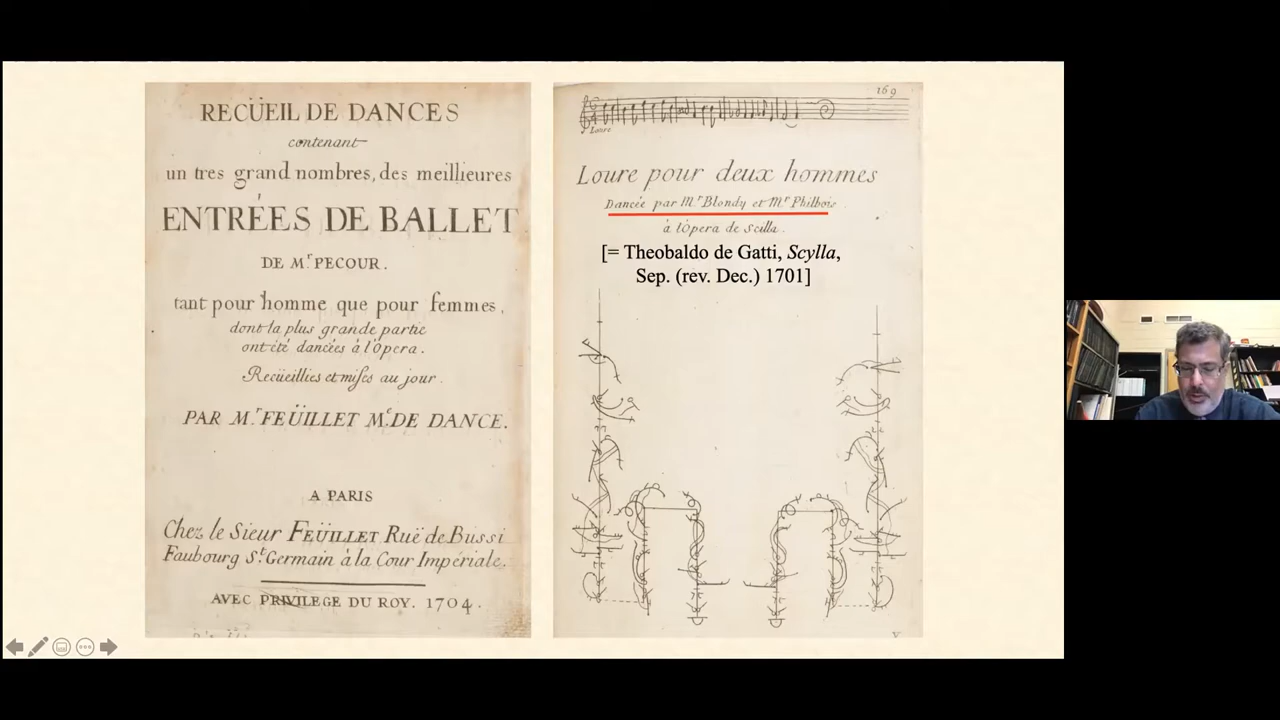 RECÜEIL DE DANCES
contenant
un tres grand nombres, des meillieures
ENTRÉES DE BALLET
DE Mr. PECOUR.
tant pour homme que pour femmes,
dont la plus grande partie
ont été dancées à l'Opera.
Recüeillies et mises au jour.
PAR Mr. FEÜILLET Me. DE DANCE.
A PARIS
Chez le Sieur FEÜILLET Ruë de Bussi
Faubourg St. Germain à la Cour Impériale.
AVEC PRIVILEGE DU ROY. 1704.
169
Loure
Loure pour deux hommes
Dancée par Mr Blondy et Mr Philbois
à l'opera de Scilla.
[= Theobaldo de Gatti, Scylla,
Sep. (rev. Dec.) 1701]
V